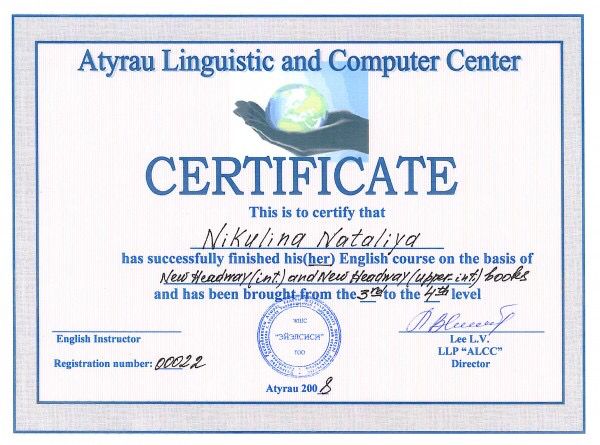 Atyrau Linguistic and Computer Center
CERTIFICATE
This is to certify that
Nikulina Nataliya
has successfully finished his(her) English course on the basis of
New Headway (int.) and New Headway (upper-int.) books
and has been brought from the 3rd to the 4th level
English Instructor
Registration number: 00022
ЖШС
"ЭЙЭЛСИСИ"
ТОО
Lee L.V.
LLP "ALCC"
Director
Atyrau 2008